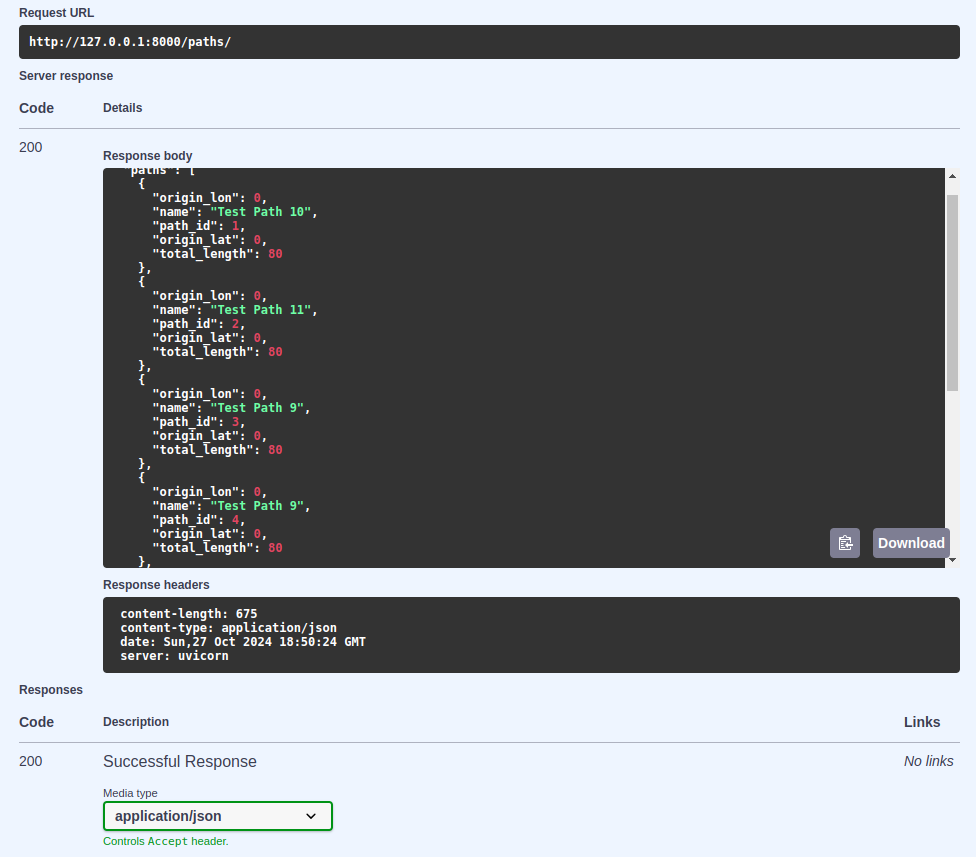 Request URL
http://127.0.0.1:8000/paths/
Server response
Code Details
200
Response body
"paths": [
{
"origin_lon": 0,
"name": "Test Path 10",
"path_id": 1,
"origin_lat": 0,
"total_length": 80
},
{
"origin_lon": 0,
"name": "Test Path 11",
"path_id": 2,
"origin_lat": 0,
"total_length": 80
},
{
"origin_lon": 0,
"name": "Test Path 9",
"path_id": 3,
"origin_lat": 0,
"total_length": 80
},
{
"origin_lon": 0,
"name": "Test Path 9",
"path_id": 4,
"origin_lat": 0,
"total_length": 80
},
Download
Response headers
content-length: 675
content-type: application/json
date: Sun,27 Oct 2024 18:50:24 GMT
server: uvicorn
Responses
Code Description Links
200 Successful Response No links
Media type
application/json
Controls Accept header.